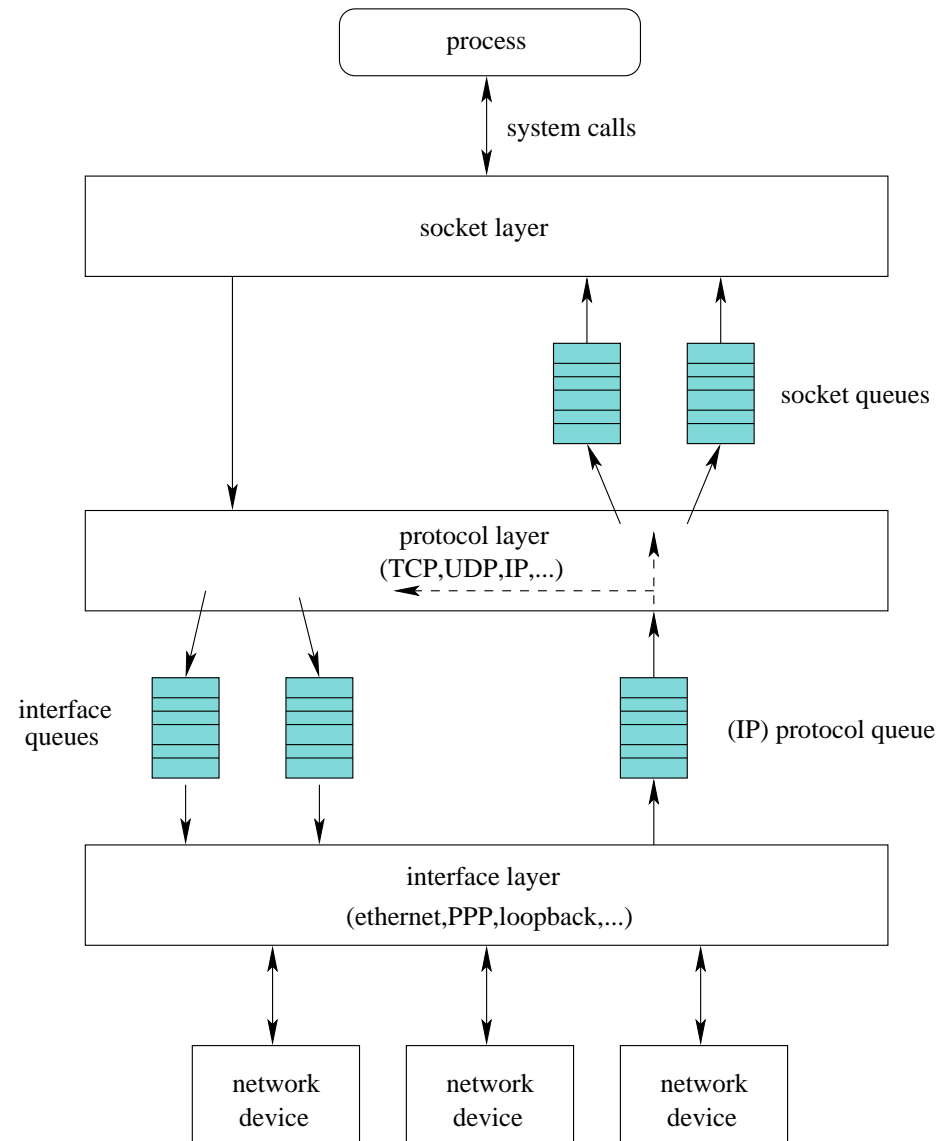 process
system calls
socket layer
socket queues
protocol layer
(TCP,UDP,IP,...)
interface
queues
(IP) protocol queue
interface layer
(ethernet,PPP,loopback,...)
network
device
network
device
network
device